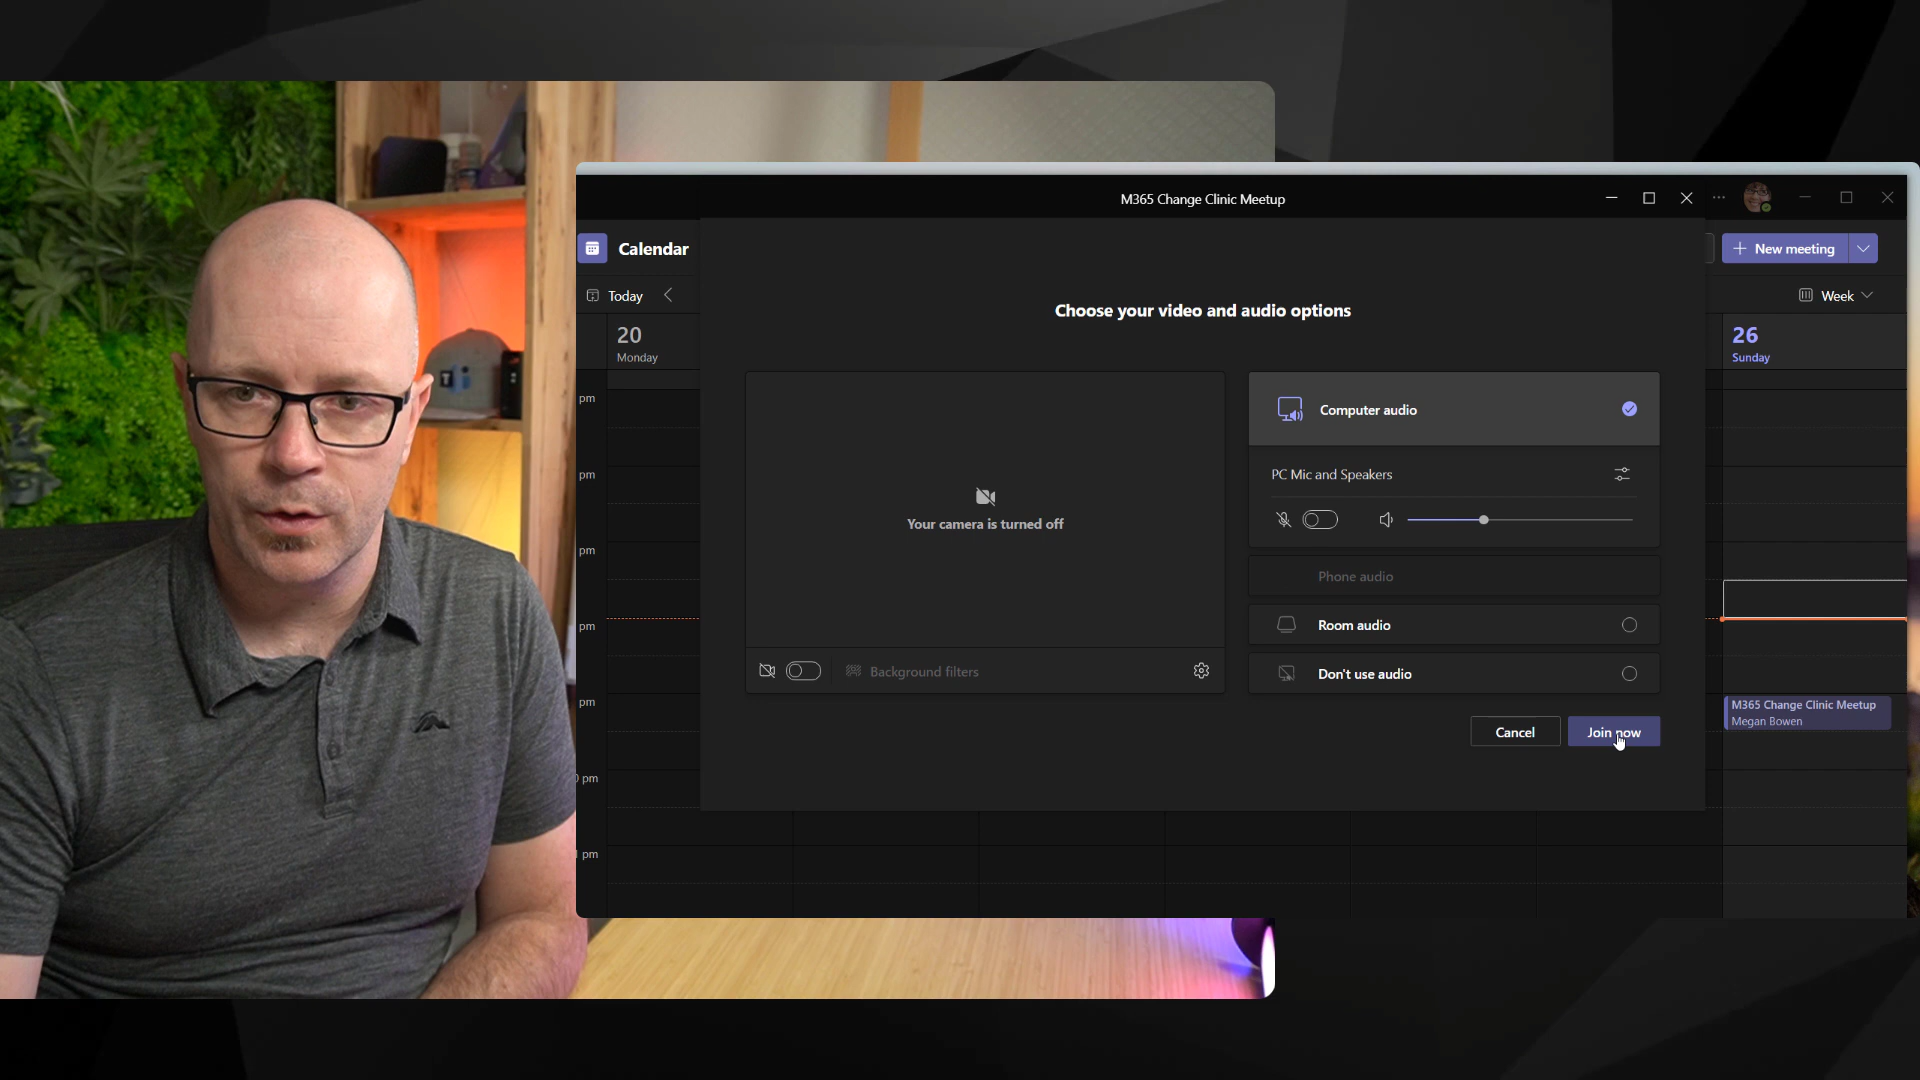 M365 Change Clinic Meetup
Calendar
New meeting
Today
Week
Choose your video and audio options
20
Monday
26
Sunday
pm
pm
pm
pm
pm
pm
pm
Your camera is turned off
Background filters
Computer audio
PC Mic and Speakers
Phone audio
Room audio
Don't use audio
Cancel
Join now
M365 Change Clinic Meetup
Megan Bowen